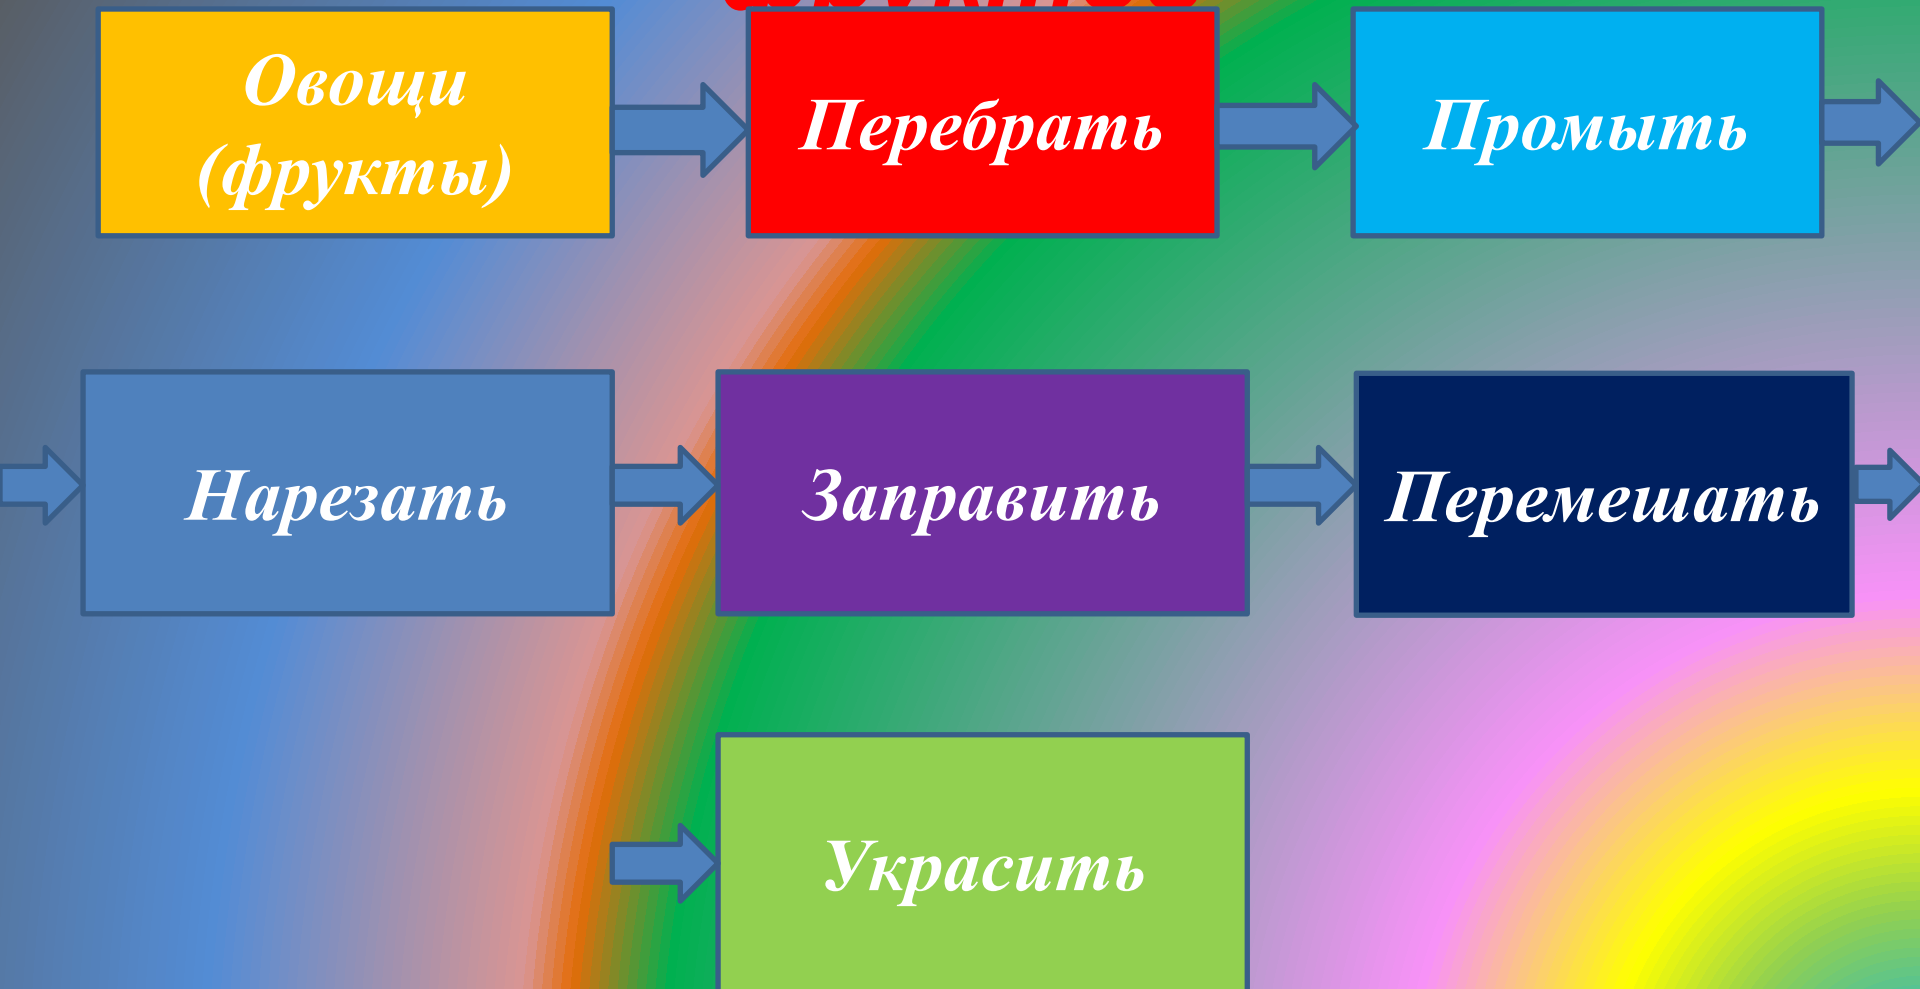 Овощи
(фрукты)
Перебрать
Промыть
Нарезать
Заправить
Перемешать
Украсить